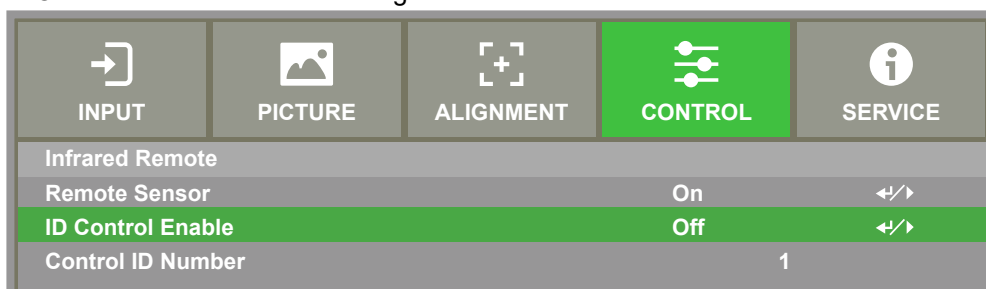 INPUT PICTURE ALIGNMENT CONTROL SERVICE
Infrared Remote
Remote Sensor On
ID Control Enable Off
Control ID Number 1